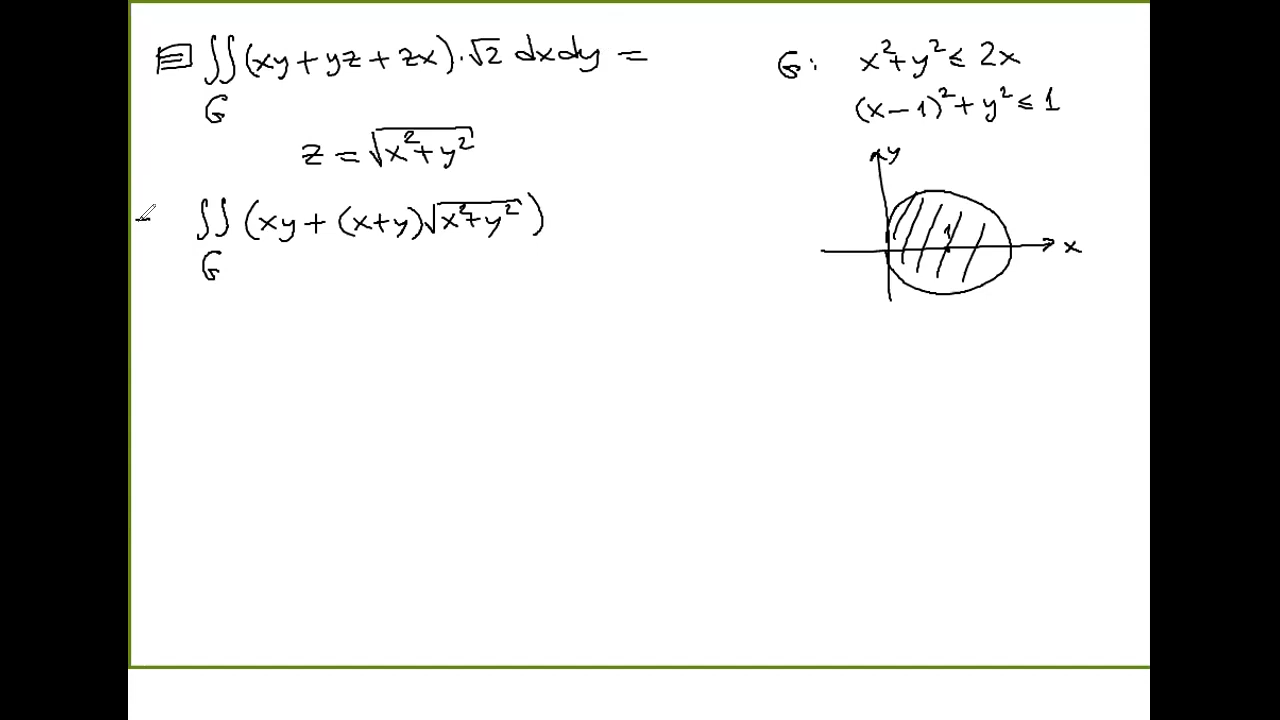 ∬(xy + yz + zx)·√2 dxdy =
G
z = √(x²+y²)
∬ (xy + (x+y)√(x²+y²))
G
G: x²+y² ≤ 2x
(x−1)²+y² ≤ 1
y
1
x